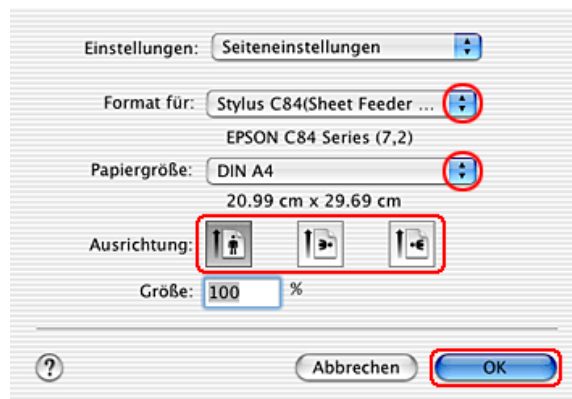 Einstellungen: Seiteneinstellungen
Format für: Stylus C84(Sheet Feeder ...
EPSON C84 Series (7,2)
Papiergröße: DIN A4
20.99 cm x 29.69 cm
Ausrichtung:
Größe: 100 %
? Abbrechen OK